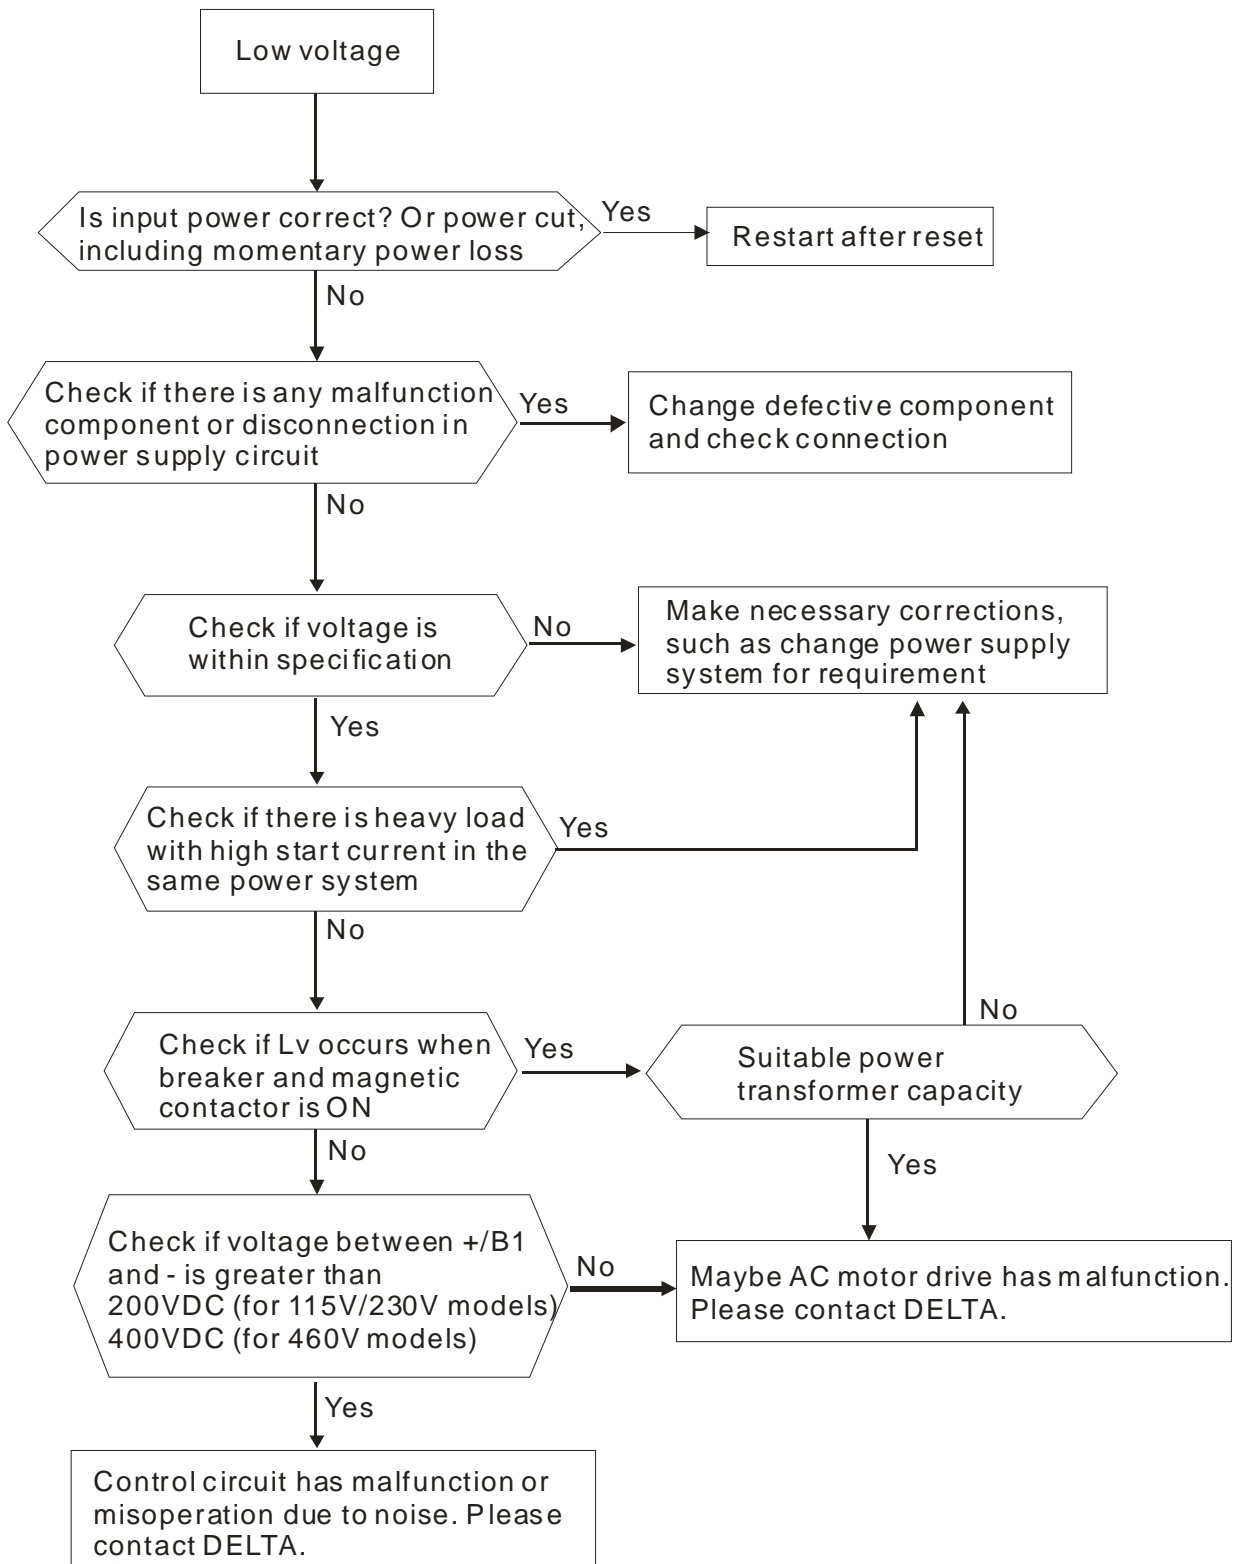 Low voltage
Is input power correct? Or power cut,
including momentary power loss
Yes
Restart after reset
No
Check if there is any malfunction
component or disconnection in
power supply circuit
Yes
Change defective component
and check connection
No
Check if voltage is
within specification
No
Make necessary corrections,
such as change power supply
system for requirement
Yes
Check if there is heavy load
with high start current in the
same power system
Yes
No
Check if Lv occurs when
breaker and magnetic
contactor is ON
Yes
Suitable power
transformer capacity
No
Yes
No
Check if voltage between +/B1
and - is greater than
200VDC (for 115V/230V models)
400VDC (for 460V models)
No
Maybe AC motor drive has malfunction.
Please contact DELTA.
Yes
Control circuit has malfunction or
misoperation due to noise. Please
contact DELTA.